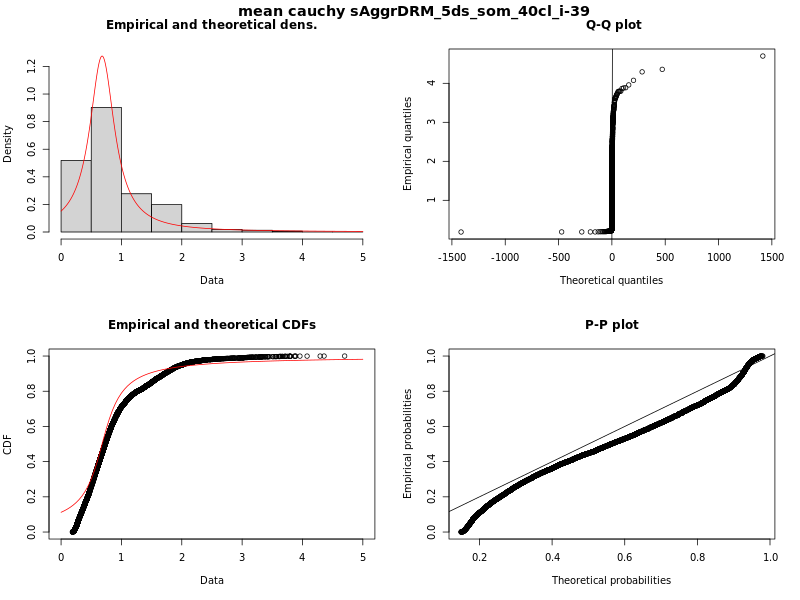 mean cauchy sAggrDRM_5ds_som_40cl_i-39
Empirical and theoretical dens.
Density
0.0 0.2 0.4 0.6 0.8 1.0 1.2
0 1 2 3 4 5
Data
Q-Q plot
Empirical quantiles
1 2 3 4
-1500 -1000 -500 0 500 1000 1500
Theoretical quantiles
Empirical and theoretical CDFs
CDF
0.0 0.2 0.4 0.6 0.8 1.0
0 1 2 3 4 5
Data
P-P plot
Empirical probabilities
0.0 0.2 0.4 0.6 0.8 1.0
0.2 0.4 0.6 0.8 1.0
Theoretical probabilities